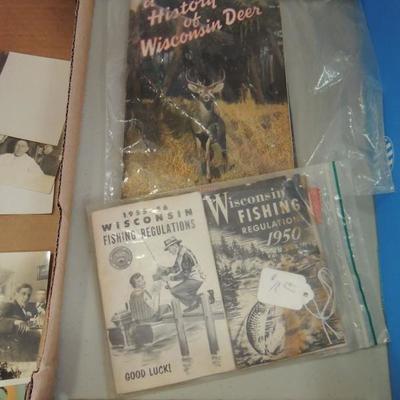 a
History
of
Wisconsin Deer
1955-56
WISCONSIN
FISHING REGULATIONS
GOOD LUCK!
Wisconsin
FISHING
REGULATIONS
1950